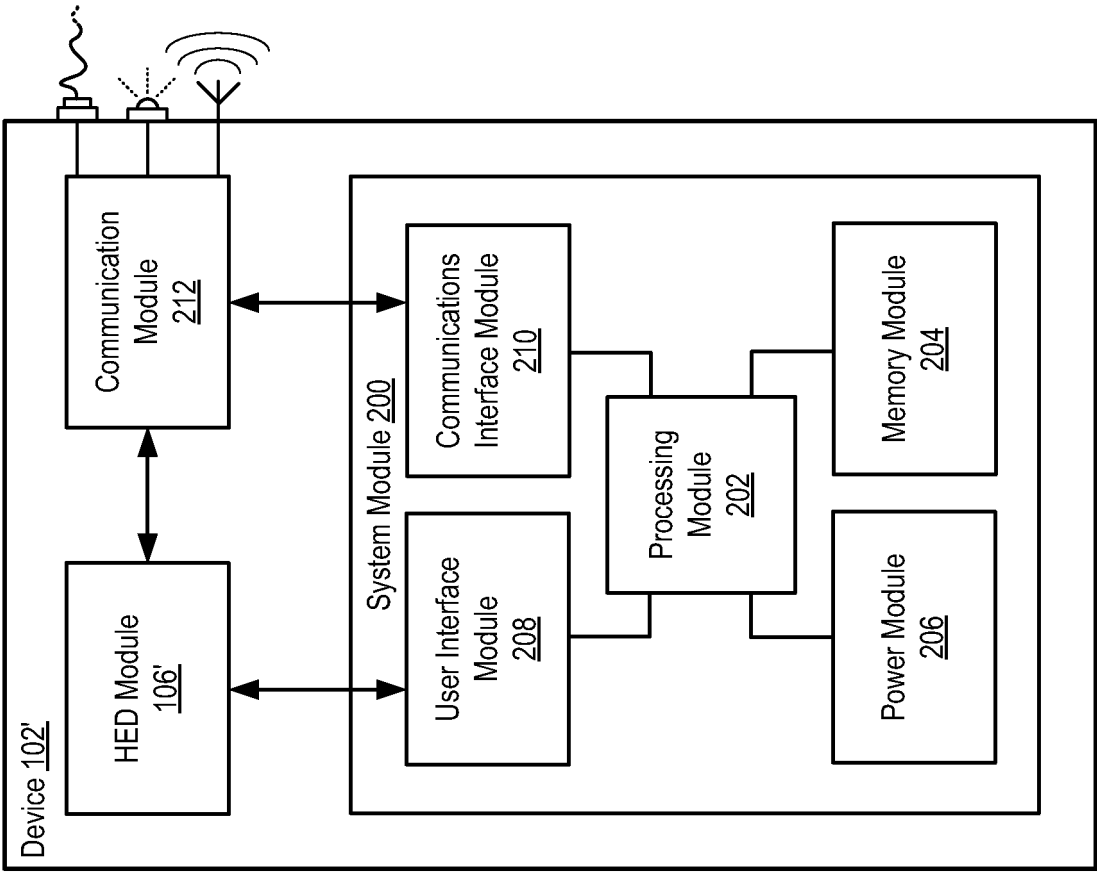 Device 102'
HED Module
106'
Communication
Module
212
System Module 200
User Interface
Module
208
Communications
Interface Module
210
Processing
Module
202
Power Module
206
Memory Module
204